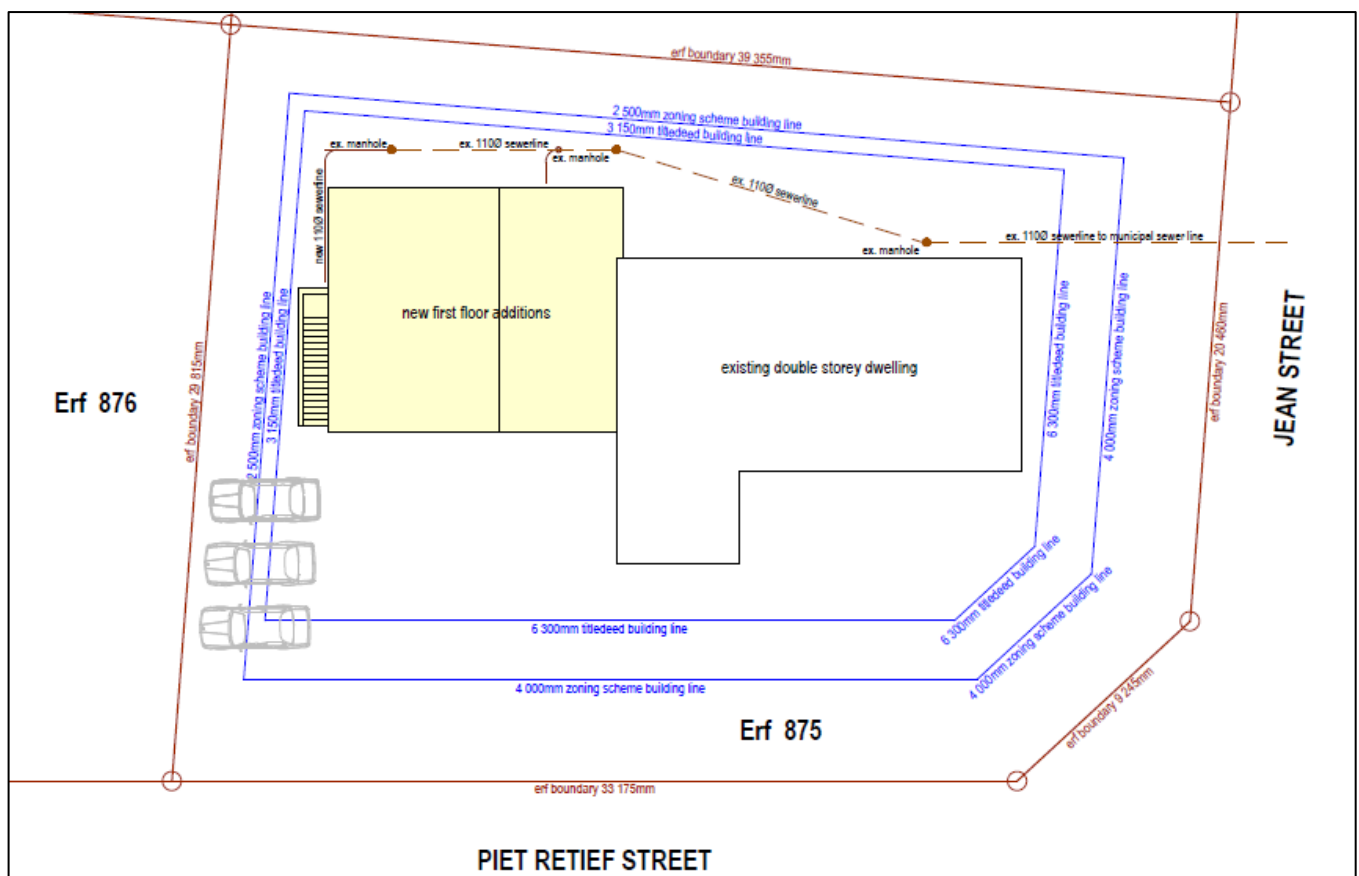 erf boundary 39 355mm
2 500mm zoning scheme building line
3 150mm titledeed building line
ex. manhole
ex. 110Ø sewerline
ex. manhole
new 110Ø sewerline
ex. 110Ø sewerline
ex. manhole
ex. 110Ø sewerline to municipal sewer line
new first floor additions
existing double storey dwelling
2 500mm zoning scheme building line
3 150mm titledeed building line
6 300mm titledeed building line
4 000mm zoning scheme building line
erf boundary 20 460mm
JEAN STREET
Erf 876
erf boundary 29 815mm
6 300mm titledeed building line
6 300mm titledeed building line
4 000mm zoning scheme building line
4 000mm zoning scheme building line
Erf 875
erf boundary 9 245mm
erf boundary 33 175mm
PIET RETIEF STREET